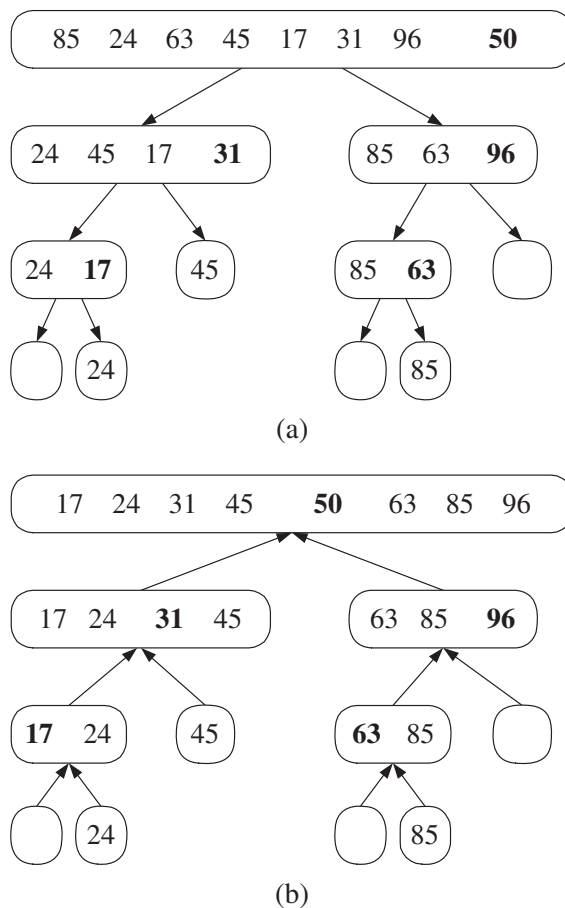 85 24 63 45 17 31 96 50
24 45 17 31 85 63 96
24 17 45 85 63
24 85
(a)
17 24 31 45 50 63 85 96
17 24 31 45 63 85 96
17 24 45 63 85
24 85
(b)